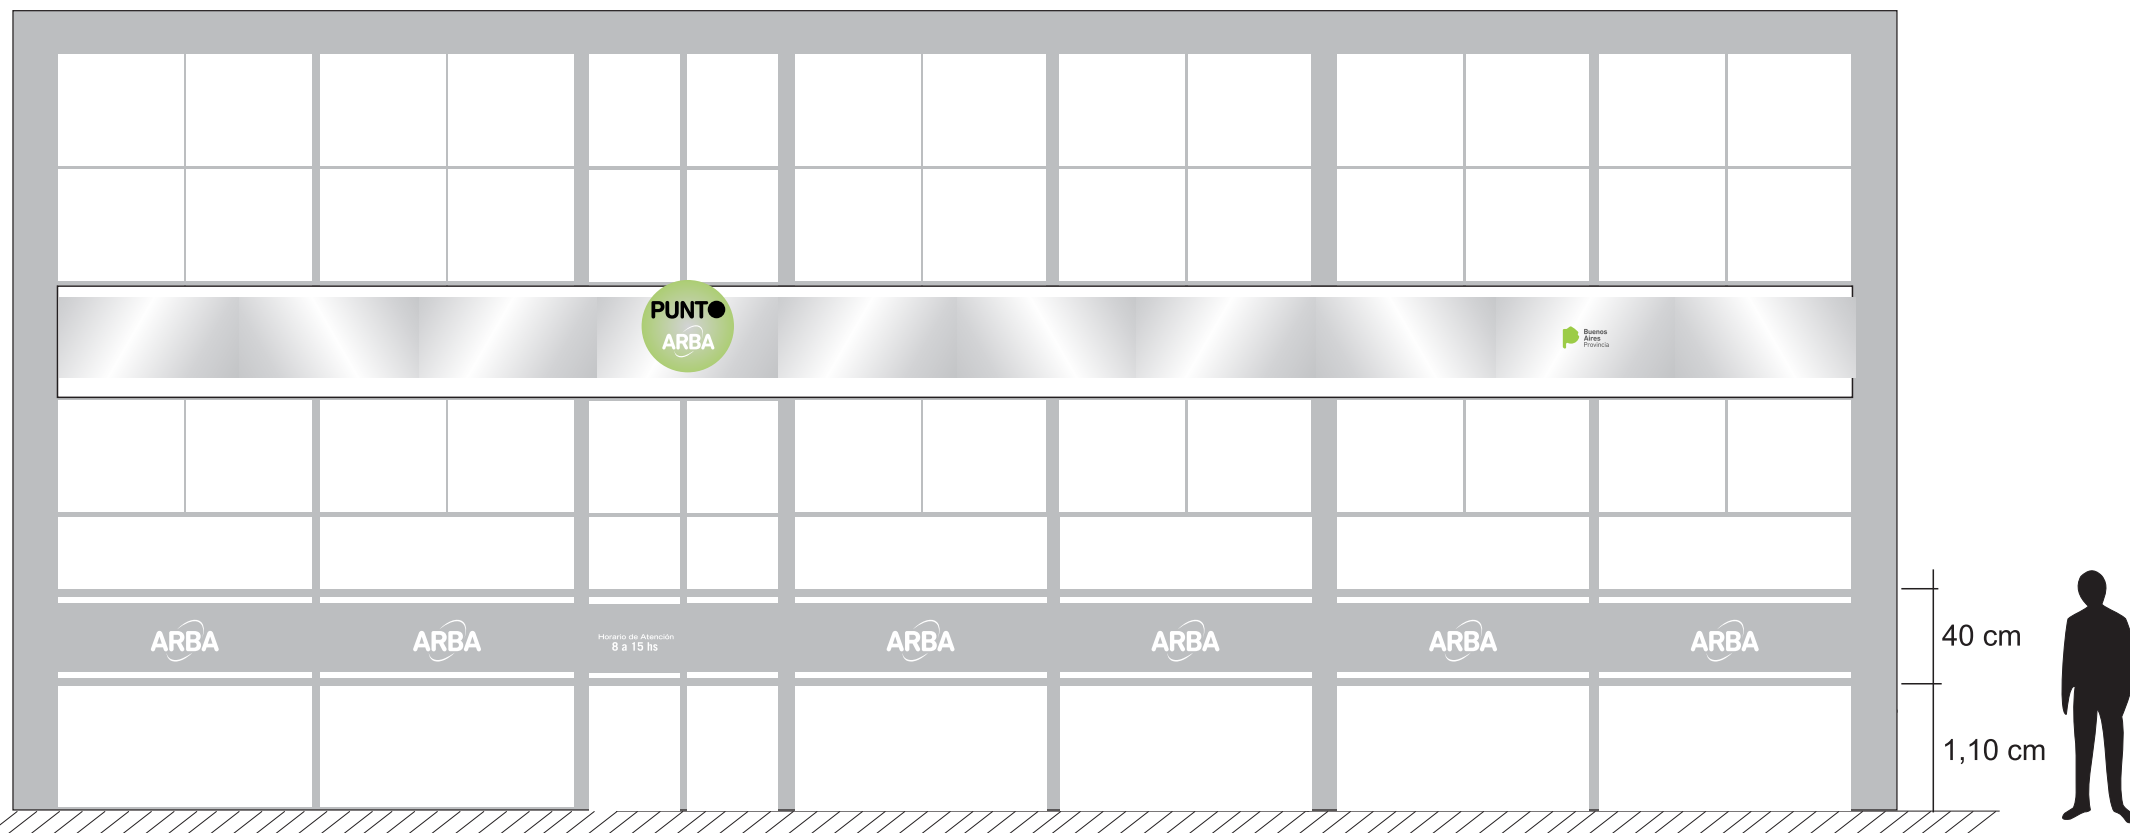 PUNTO
ARBA
Buenos
Aires
Provincia
ARBA
ARBA
Horario de Atención
8 a 15 hs
ARBA
ARBA
ARBA
ARBA
40 cm
1,10 cm